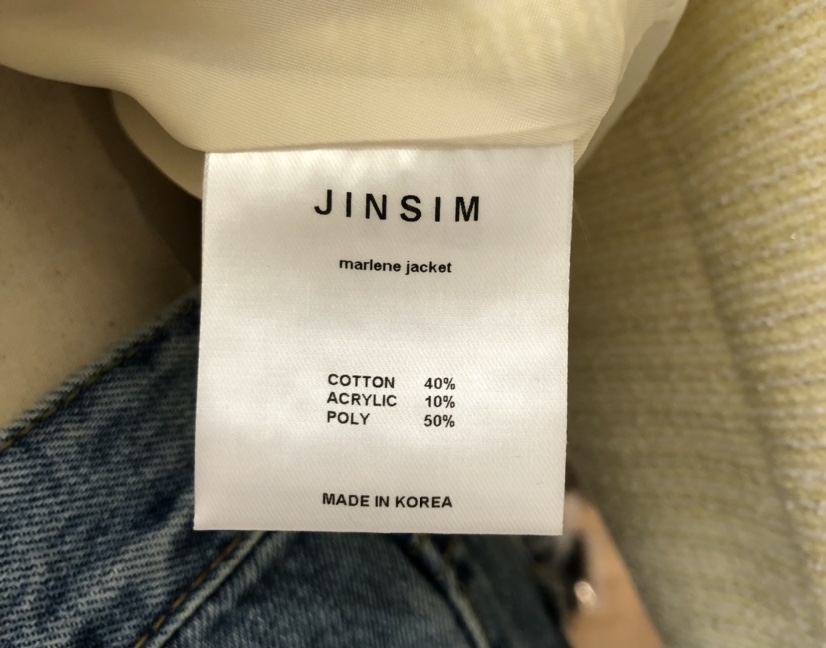 JINSIM
marlene jacket
COTTON 40%
ACRYLIC 10%
POLY 50%
MADE IN KOREA